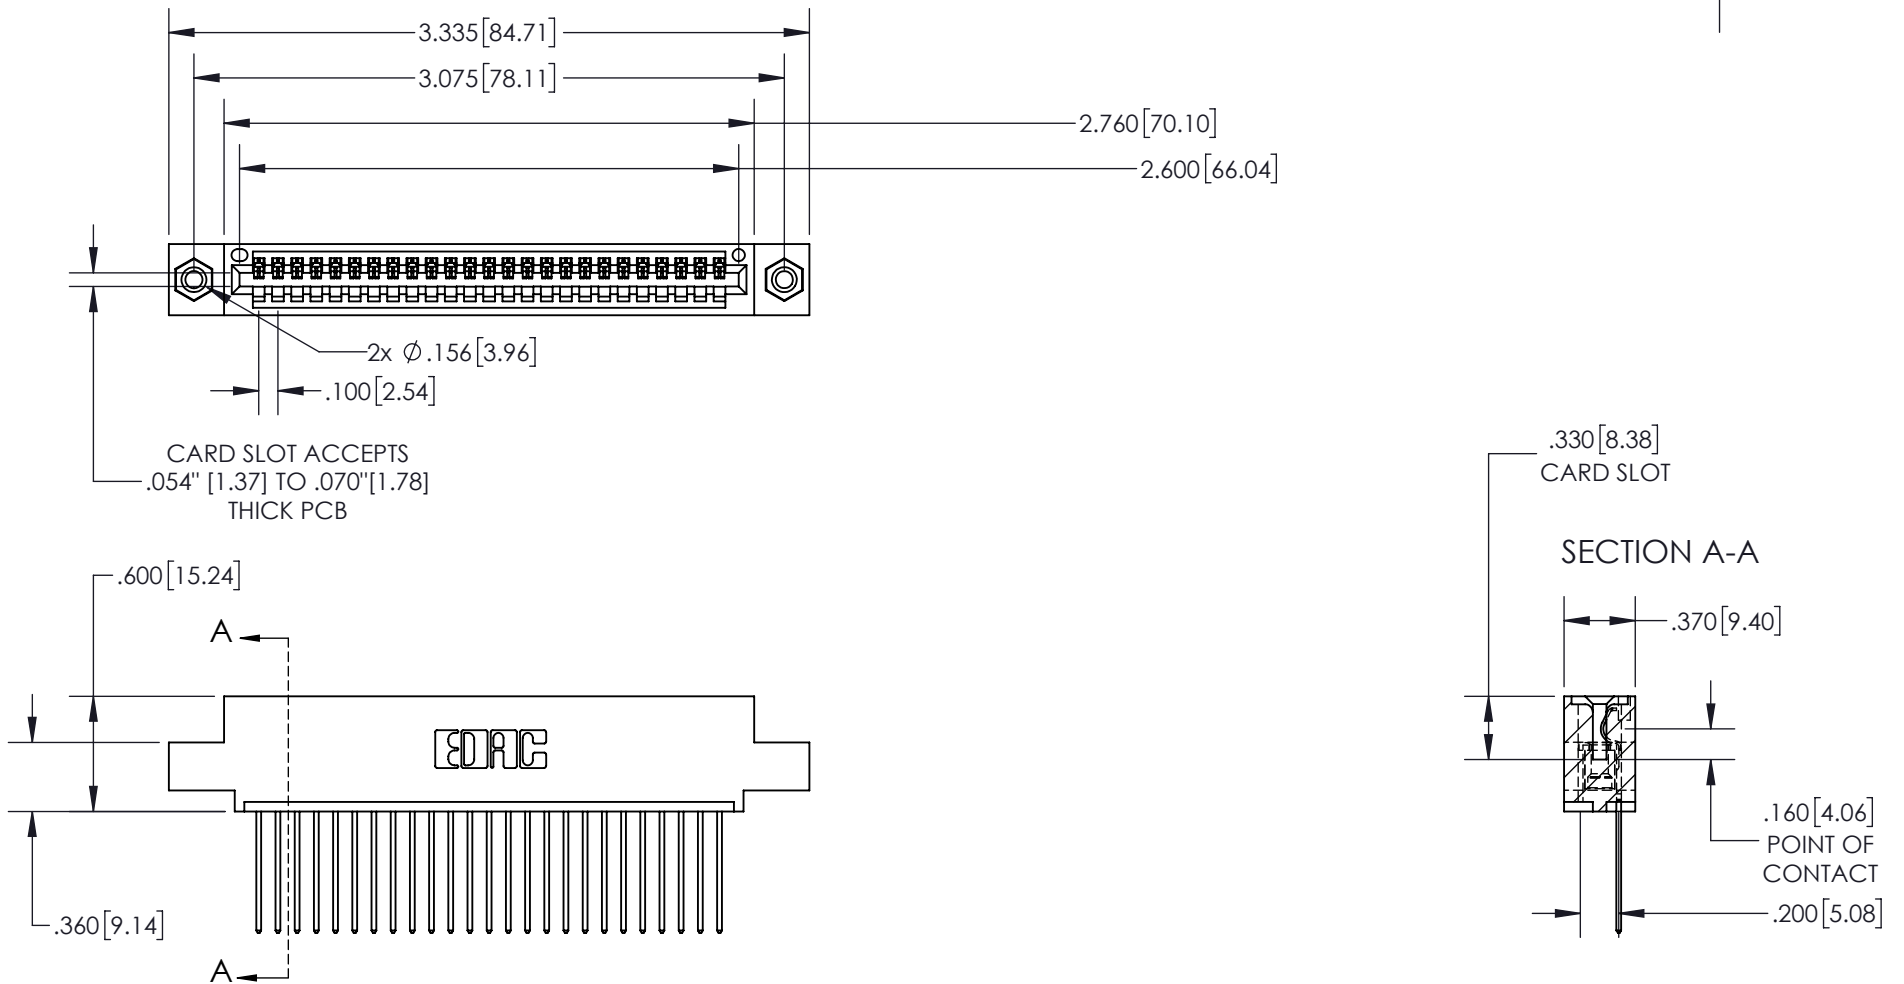 3.335[84.71]
3.075[78.11]
2.760[70.10]
2.600[66.04]
2x Ø.156[3.96]
.100[2.54]
CARD SLOT ACCEPTS
.054" [1.37] TO .070"[1.78]
THICK PCB
.330[8.38]
CARD SLOT
SECTION A-A
.600[15.24]
.370[9.40]
A
EDAC
.160[4.06]
POINT OF
CONTACT
.360[9.14]
.200[5.08]
A